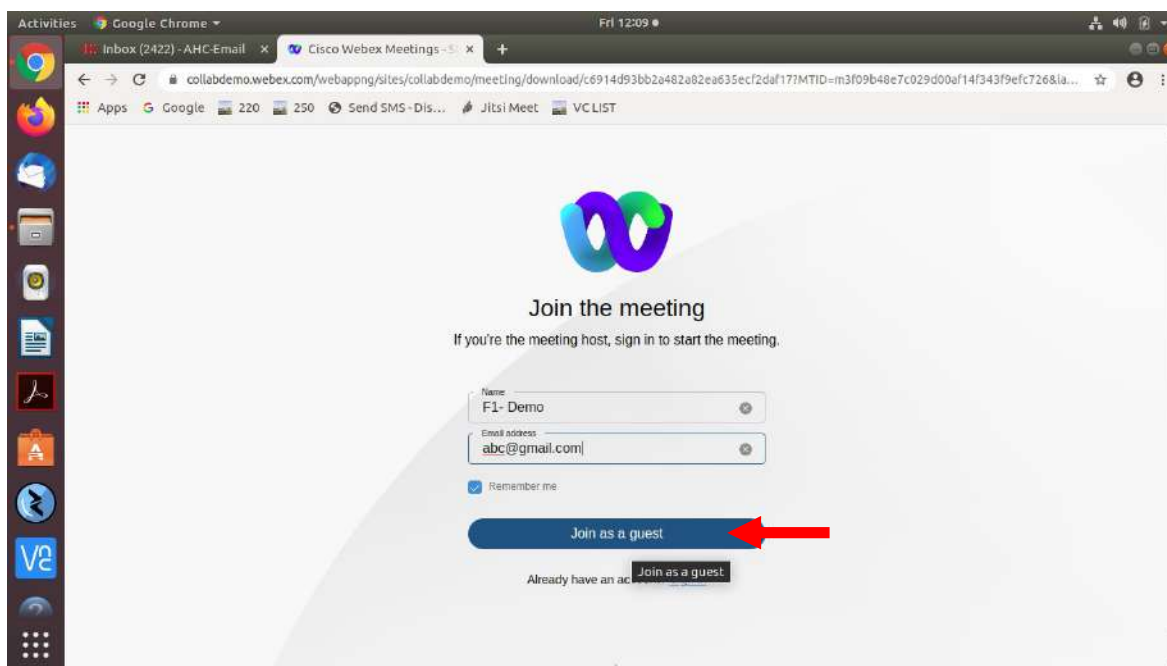 Activities Google Chrome Fri 12:09
Inbox (2422) - AHC-Email × Cisco Webex Meetings - × +
collabdemo.webex.com/webappng/sites/collabdemo/meeting/download/c6914d93bb2a482a82ea635ecf2daf17?MTID=m3f09b48e7c029d00af14f343f9efc726&la...
Apps Google 220 250 Send SMS - Dis... Jitsi Meet VC LIST
Join the meeting
If you're the meeting host, sign in to start the meeting.
Name
F1- Demo
Email address
abc@gmail.com
Remember me
Join as a guest
Already have an ac
Join as a guest